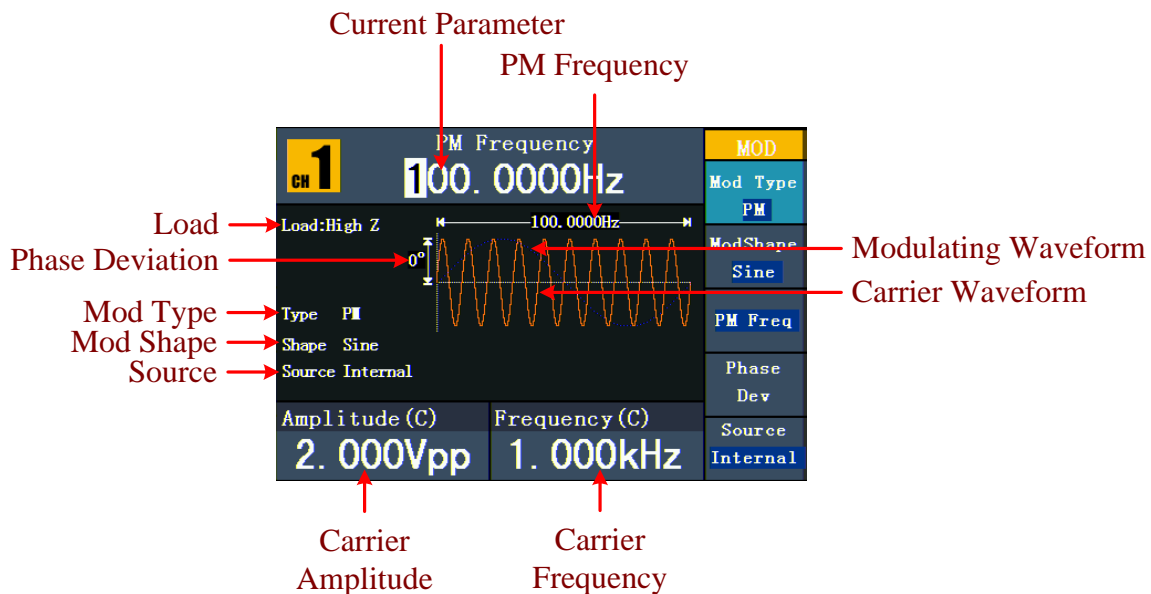 Current Parameter
PM Frequency
CH 1
PM Frequency
100.0000Hz
MOD
Mod Type
PM
Load
Load:High Z
100.0000Hz
Phase Deviation
0°
ModShape
Sine
Modulating Waveform
Carrier Waveform
Mod Type
Type PM
PM Freq
Mod Shape
Shape Sine
Source
Source Internal
Phase
Dev
Amplitude(C)
2.000Vpp
Frequency(C)
1.000kHz
Source
Internal
Carrier
Amplitude
Carrier
Frequency